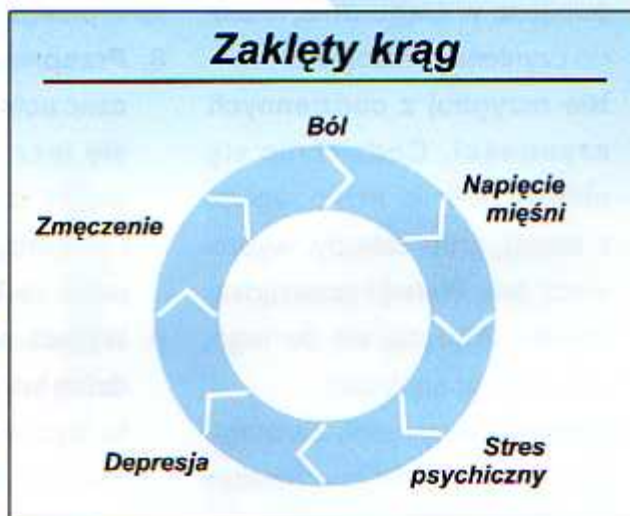 Zaklęty krąg
Ból
Napięcie
mięśni
Zmęczenie
Stres
psychiczny
Depresja